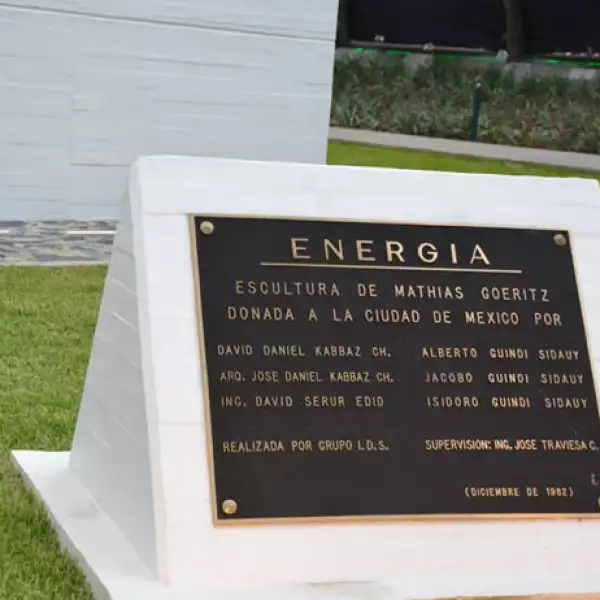 ENERGIA
ESCULTURA DE MATHIAS GOERITZ
DONADA A LA CIUDAD DE MEXICO POR
DAVID DANIEL KABBAZ CH. ALBERTO GUINDI SIDAUY
ARQ. JOSE DANIEL KABBAZ CH. JACOBO GUINDI SIDAUY
ING. DAVID SERUR EDID ISIDORO GUINDI SIDAUY
REALIZADA POR GRUPO I.D.S. SUPERVISION: ING. JOSE TRAVIESA C.
(DICIEMBRE DE 1982)